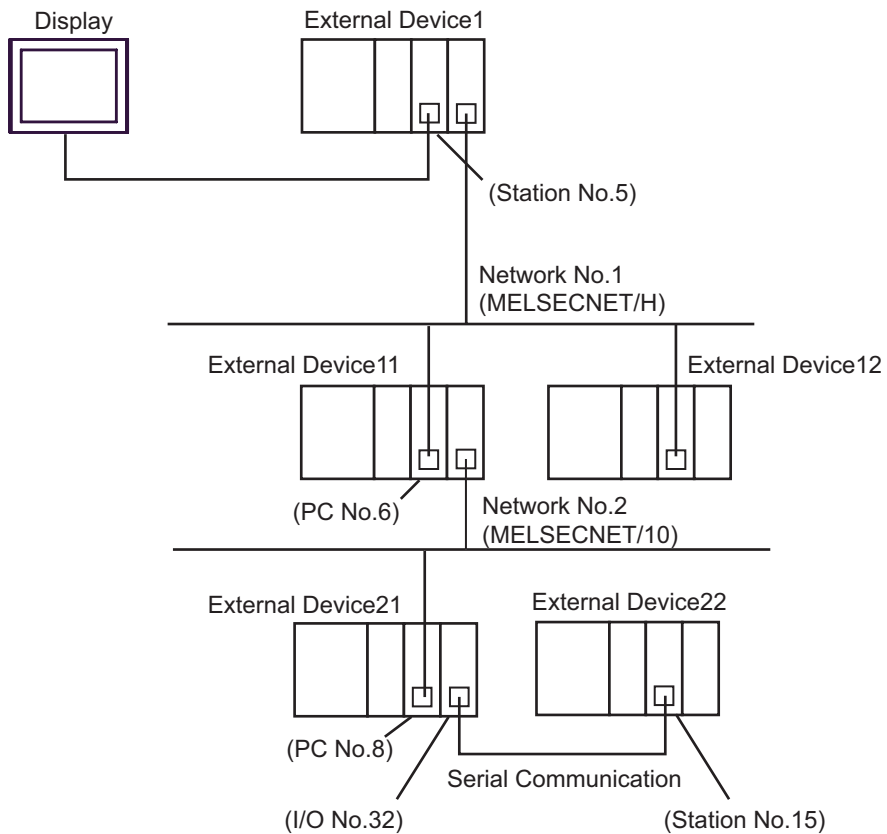 Display
External Device1
(Station No.5)
Network No.1
(MELSECNET/H)
External Device11
External Device12
(PC No.6)
Network No.2
(MELSECNET/10)
External Device21
External Device22
(PC No.8)
Serial Communication
(I/O No.32)
(Station No.15)